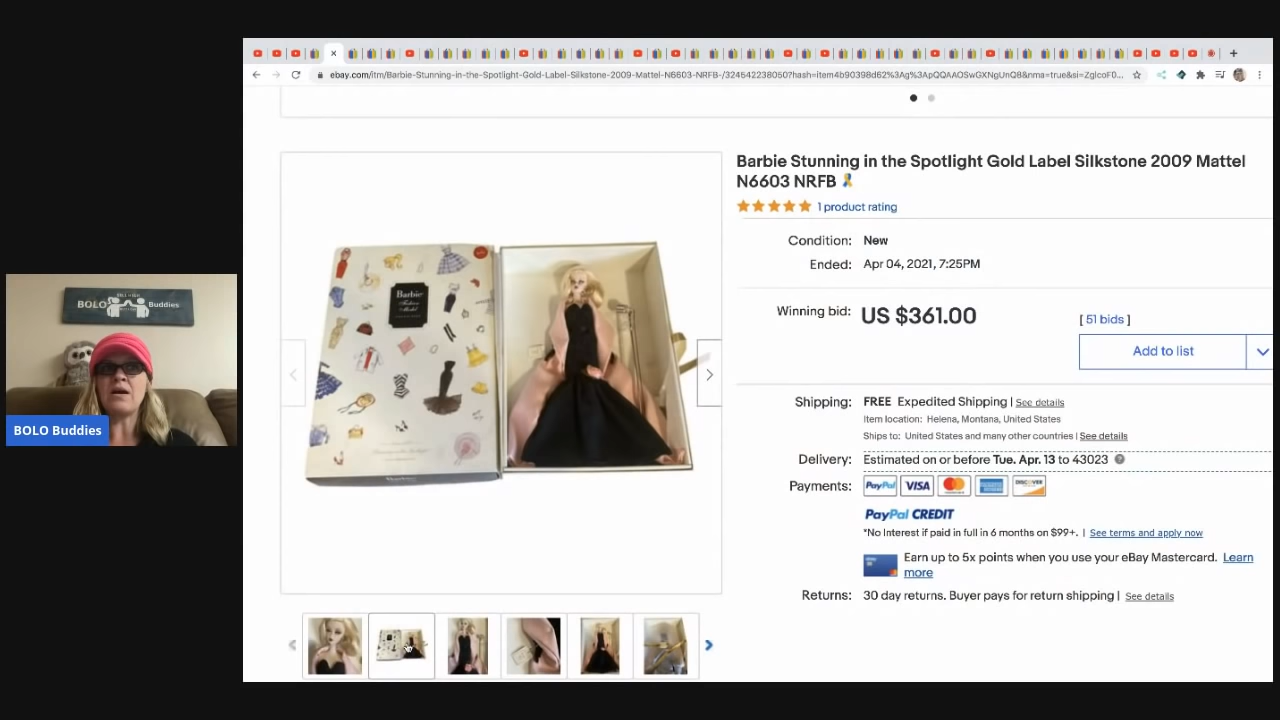 ebay.com/itm/Barbie-Stunning-in-the-Spotlight-Gold-Label-Silkstone-2009-Mattel-N6603-NRFB-/324642238050?hash=item4b90398d62%3Ag%3ApQQAAOSwGXNgUnQB&nma=true&si=ZglcoF0...
Barbie Stunning in the Spotlight Gold Label Silkstone 2009 Mattel
N6603 NRFB
1 product rating
Condition: New
Ended: Apr 04, 2021, 7:25PM
Winning bid: US $361.00 [ 51 bids ]
Add to list
Shipping: FREE Expedited Shipping | See details
Item location: Helena, Montana, United States
Ships to: United States and many other countries | See details
Delivery: Estimated on or before Tue. Apr. 13 to 43023
Payments: PayPal VISA
DISCOVER
PayPal CREDIT
*No Interest if paid in full in 6 months on $99+. | See terms and apply now
Earn up to 5x points when you use your eBay Mastercard. Learn
more
Returns: 30 day returns. Buyer pays for return shipping | See details
Barbie
Fashion
Model
BOLO Buddies
BOLO Buddies